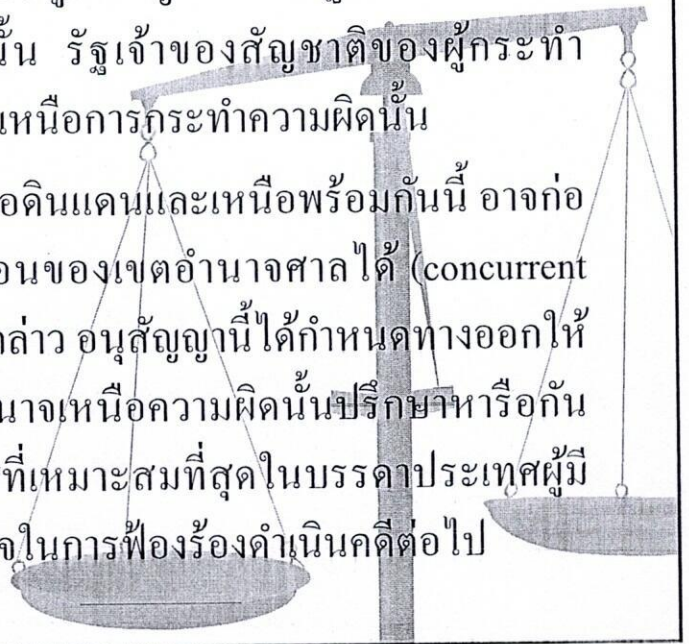 นั้น รัฐเจ้าของสัญชาติของผู้กระทำ
เหนือการกระทำความผิดนั้น
อดินแดนและเหนือพร้อมกันนี้ อาจก่อ
อนของเขตอำนาจศาลได้ (concurrent
กล่าว อนุสัญญานี้ได้กำหนดทางออกให้
นาจเหนือความผิดนั้นปรึกษาหารือกัน
ที่เหมาะสมที่สุดในบรรดาประเทศผู้มี
จในการฟ้องร้องดำเนินคดีต่อไป